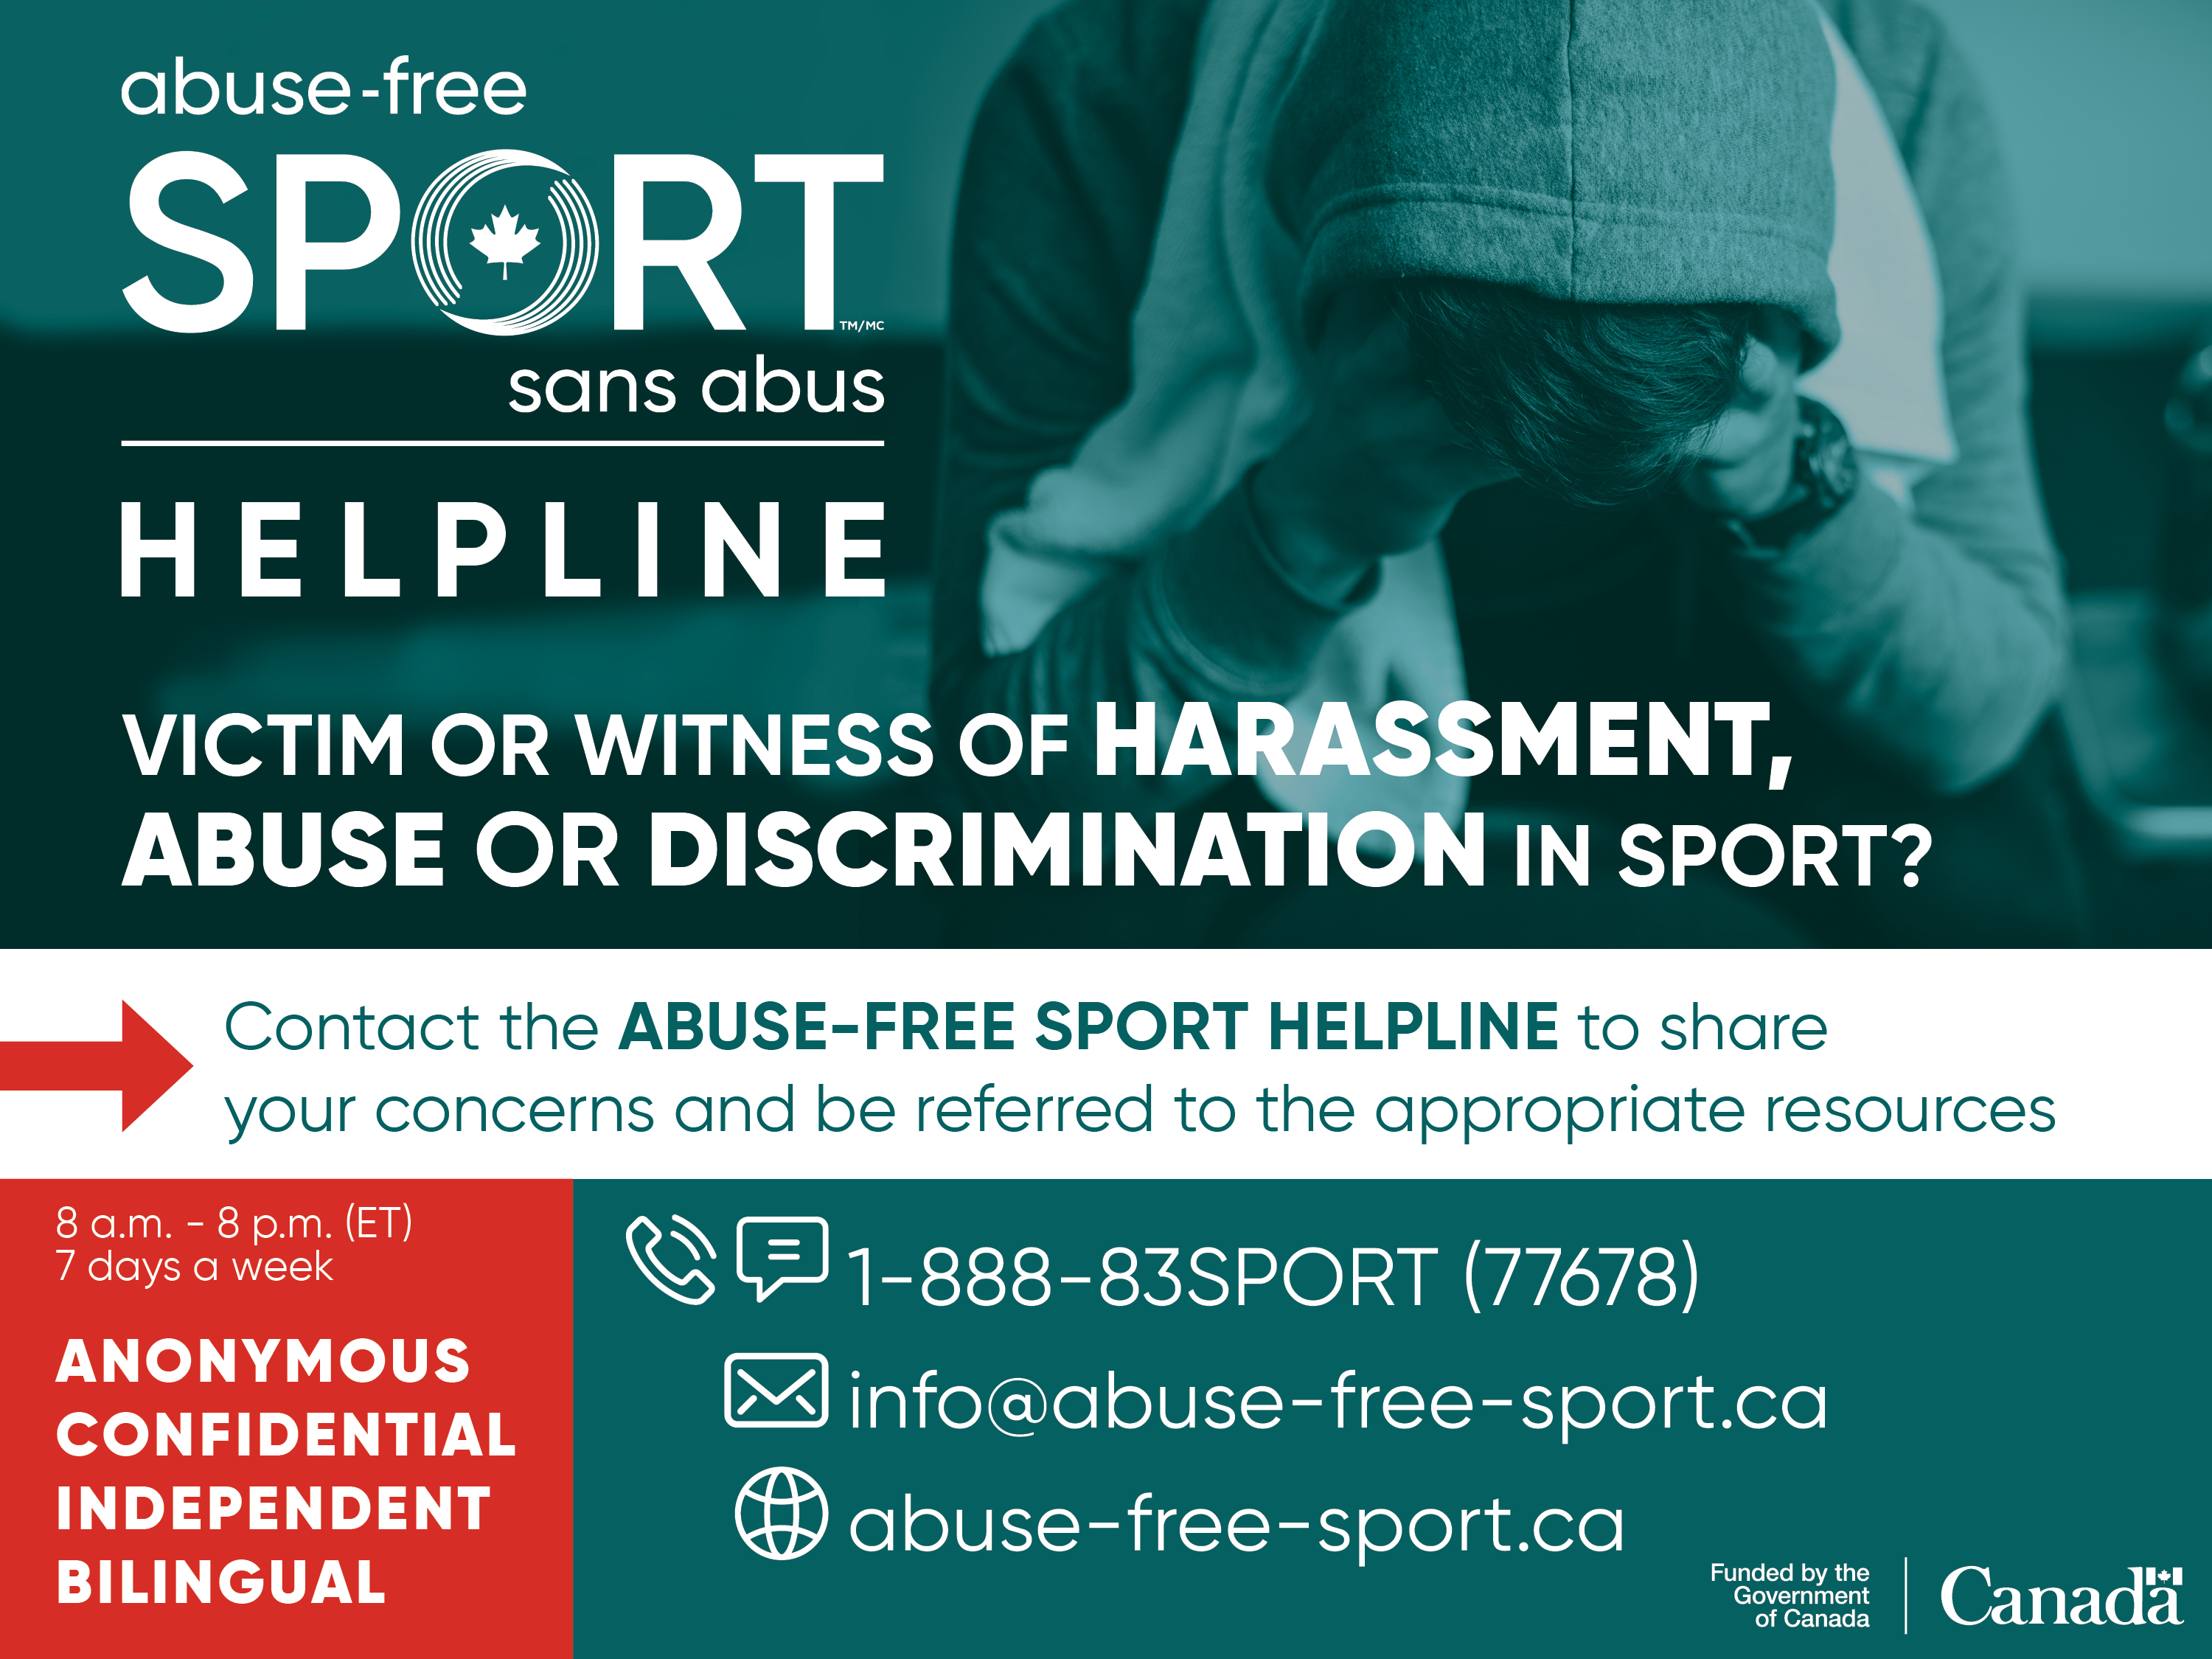 abuse-free
SPORT TM/MC
sans abus
HELPLINE
VICTIM OR WITNESS OF HARASSMENT,
ABUSE OR DISCRIMINATION IN SPORT?
Contact the ABUSE-FREE SPORT HELPLINE to share
your concerns and be referred to the appropriate resources
8 a.m. - 8 p.m. (ET)
7 days a week
ANONYMOUS
CONFIDENTIAL
INDEPENDENT
BILINGUAL
1-888-83SPORT (77678)
info@abuse-free-sport.ca
abuse-free-sport.ca
Funded by the
Government
of Canada
Canada